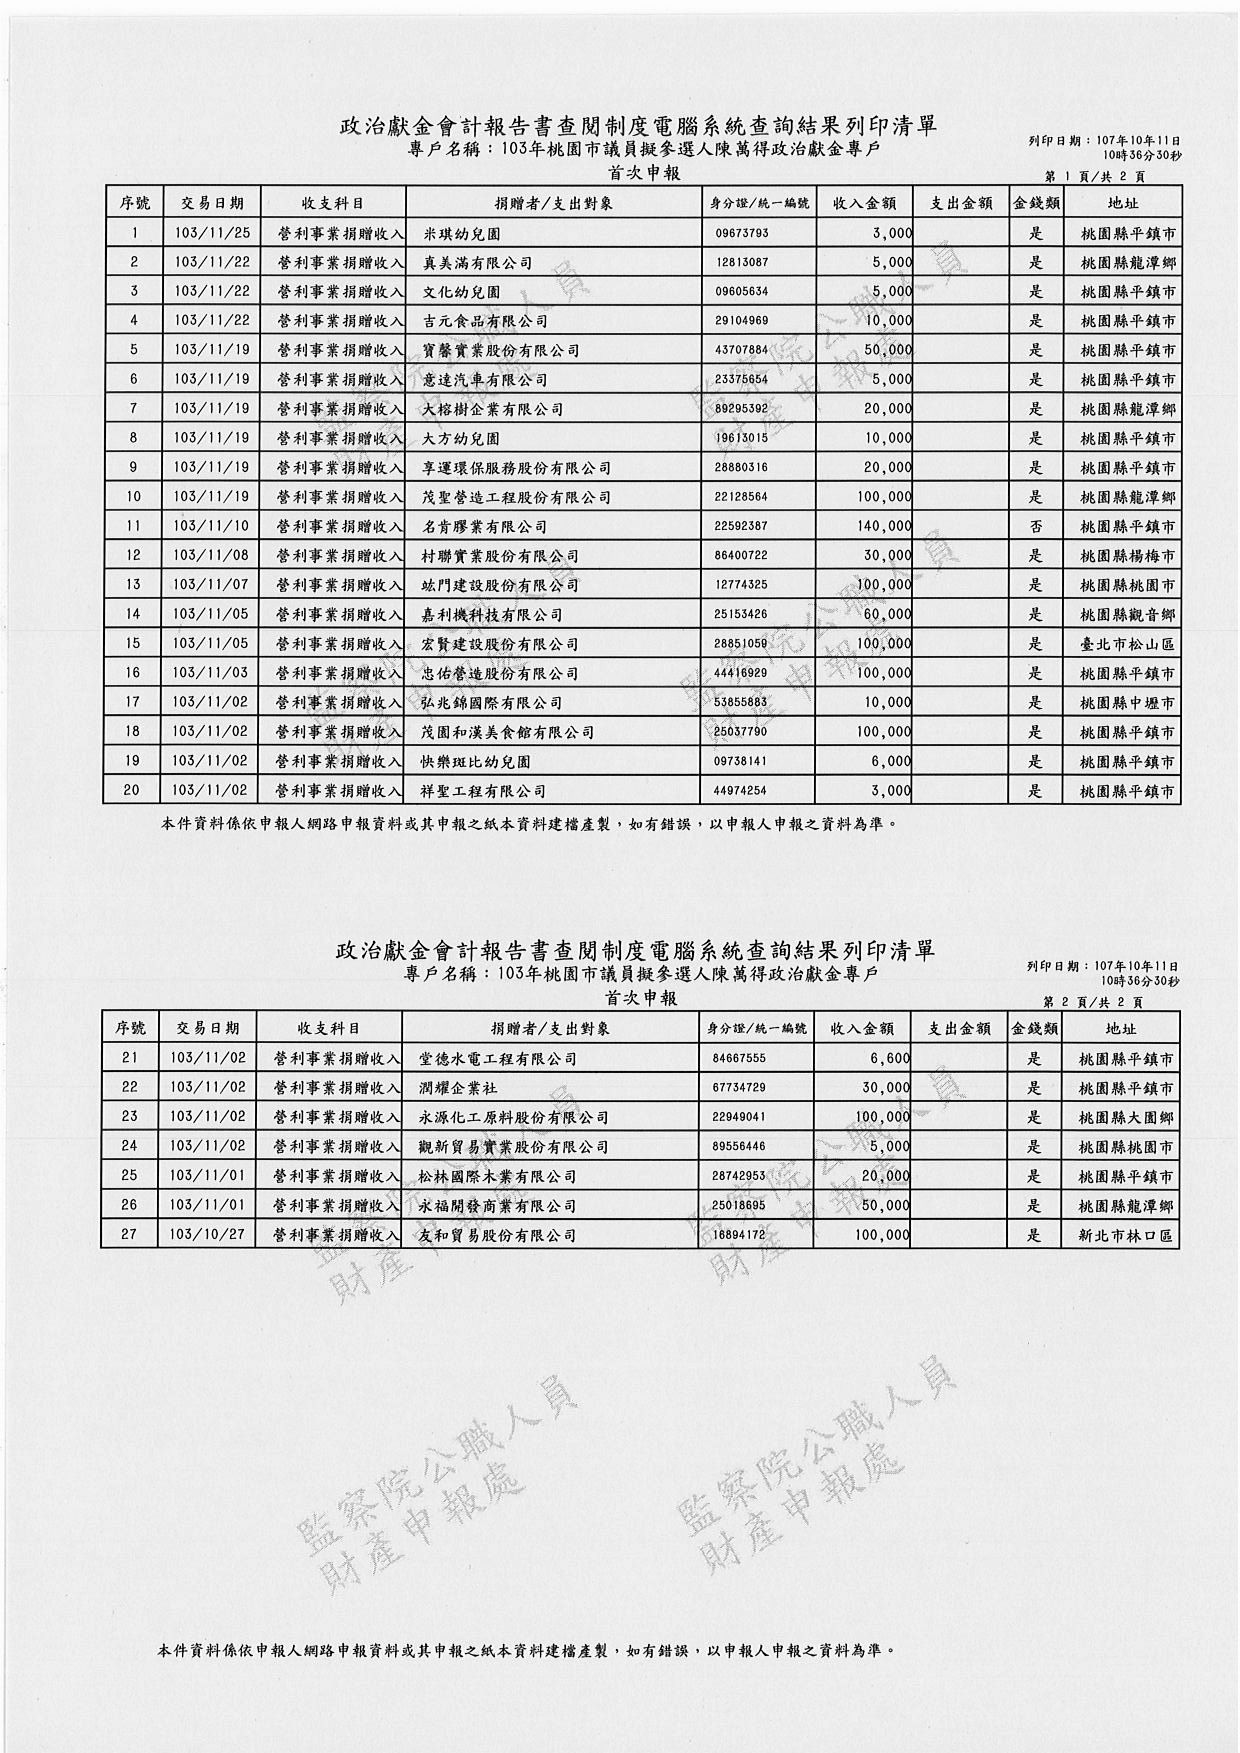 政治獻金會計報告書查閱制度電腦系統查詢結果列印清單
專戶名稱：103年桃園市議員擬參選人陳萬得政治獻金專戶
列印日期：107年10年11日
10時36分30秒
首次申報
第 1 頁/共 2 頁
序號 交易日期 收支科目 捐贈者/支出對象 身分證/統一編號 收入金額 支出金額 金錢類 地址
1 103/11/25 營利事業捐贈收入 米琪幼兒園 09673793 3,000 是 桃園縣平鎮市
2 103/11/22 營利事業捐贈收入 真美滿有限公司 12813087 5,000 是 桃園縣龍潭鄉
3 103/11/22 營利事業捐贈收入 文化幼兒園 09605634 5,000 是 桃園縣平鎮市
4 103/11/22 營利事業捐贈收入 吉元食品有限公司 29104969 10,000 是 桃園縣平鎮市
5 103/11/19 營利事業捐贈收入 寶馨實業股份有限公司 43707884 50,000 是 桃園縣平鎮市
6 103/11/19 營利事業捐贈收入 意達汽車有限公司 23375654 5,000 是 桃園縣平鎮市
7 103/11/19 營利事業捐贈收入 大榕樹企業有限公司 89295392 20,000 是 桃園縣龍潭鄉
8 103/11/19 營利事業捐贈收入 大方幼兒園 19613015 10,000 是 桃園縣平鎮市
9 103/11/19 營利事業捐贈收入 享運環保服務股份有限公司 28880316 20,000 是 桃園縣平鎮市
10 103/11/19 營利事業捐贈收入 茂聖營造工程股份有限公司 22128564 100,000 是 桃園縣龍潭鄉
11 103/11/10 營利事業捐贈收入 名肯膠業有限公司 22592387 140,000 否 桃園縣平鎮市
12 103/11/08 營利事業捐贈收入 村聯實業股份有限公司 86400722 30,000 是 桃園縣楊梅市
13 103/11/07 營利事業捐贈收入 竑門建設股份有限公司 12774325 100,000 是 桃園縣桃園市
14 103/11/05 營利事業捐贈收入 嘉利機科技有限公司 25153426 60,000 是 桃園縣觀音鄉
15 103/11/05 營利事業捐贈收入 宏賢建設股份有限公司 28851059 100,000 是 臺北市松山區
16 103/11/03 營利事業捐贈收入 忠佑營造股份有限公司 44416929 100,000 是 桃園縣平鎮市
17 103/11/02 營利事業捐贈收入 弘兆錦國際有限公司 53855883 10,000 是 桃園縣中壢市
18 103/11/02 營利事業捐贈收入 茂園和漢美食館有限公司 25037790 100,000 是 桃園縣平鎮市
19 103/11/02 營利事業捐贈收入 快樂斑比幼兒園 09738141 6,000 是 桃園縣平鎮市
20 103/11/02 營利事業捐贈收入 祥聖工程有限公司 44974254 3,000 是 桃園縣平鎮市
本件資料係依申報人網路申報資料或其申報之紙本資料建檔產製，如有錯誤，以申報人申報之資料為準。
政治獻金會計報告書查閱制度電腦系統查詢結果列印清單
專戶名稱：103年桃園市議員擬參選人陳萬得政治獻金專戶
列印日期：107年10年11日
10時36分30秒
首次申報
第 2 頁/共 2 頁
序號 交易日期 收支科目 捐贈者/支出對象 身分證/統一編號 收入金額 支出金額 金錢類 地址
21 103/11/02 營利事業捐贈收入 堂德水電工程有限公司 84667555 6,600 是 桃園縣平鎮市
22 103/11/02 營利事業捐贈收入 潤耀企業社 67734729 30,000 是 桃園縣平鎮市
23 103/11/02 營利事業捐贈收入 永源化工原料股份有限公司 22949041 100,000 是 桃園縣大園鄉
24 103/11/02 營利事業捐贈收入 觀新貿易實業股份有限公司 89556446 5,000 是 桃園縣桃園市
25 103/11/01 營利事業捐贈收入 松林國際木業有限公司 28742953 20,000 是 桃園縣平鎮市
26 103/11/01 營利事業捐贈收入 永福開發商業有限公司 25018695 50,000 是 桃園縣龍潭鄉
27 103/10/27 營利事業捐贈收入 友和貿易股份有限公司 16894172 100,000 是 新北市林口區
監察院公職人員
財產申報處
監察院公職人員
財產申報處
本件資料係依申報人網路申報資料或其申報之紙本資料建檔產製，如有錯誤，以申報人申報之資料為準。